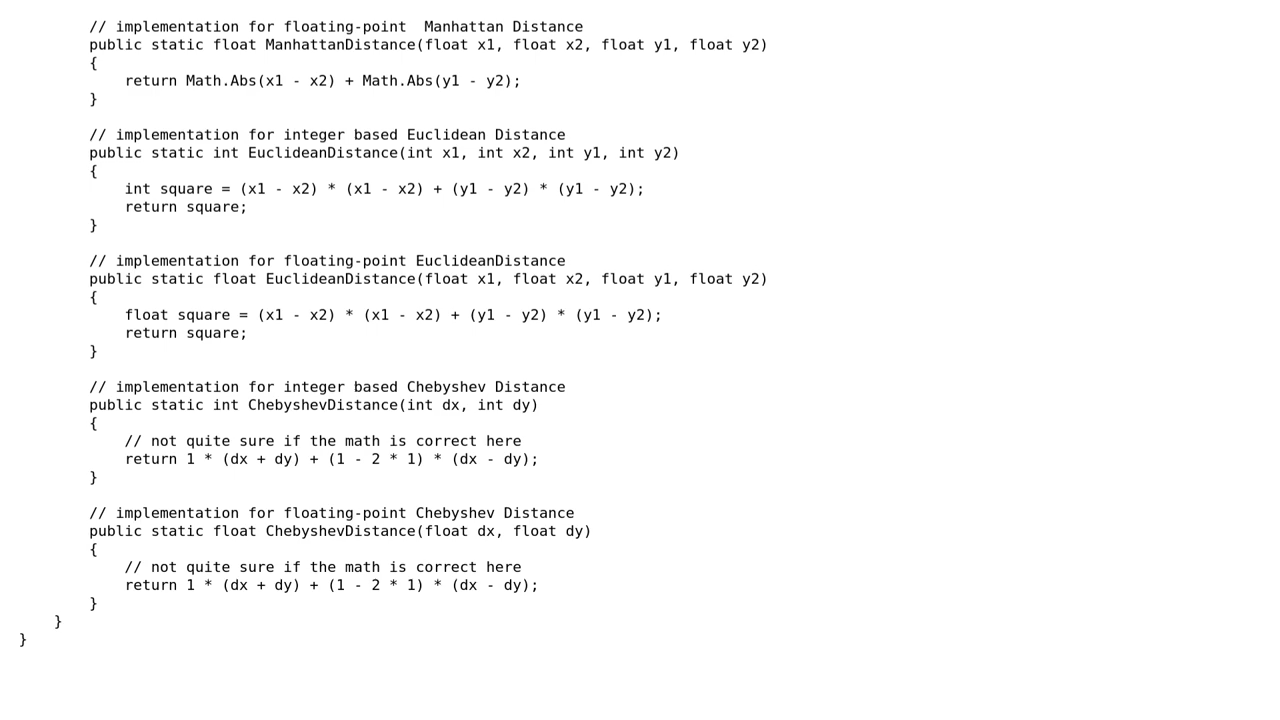 // implementation for floating-point  Manhattan Distance
        public static float ManhattanDistance(float x1, float x2, float y1, float y2)
        {
            return Math.Abs(x1 - x2) + Math.Abs(y1 - y2);
        }

        // implementation for integer based Euclidean Distance
        public static int EuclideanDistance(int x1, int x2, int y1, int y2)
        {
            int square = (x1 - x2) * (x1 - x2) + (y1 - y2) * (y1 - y2);
            return square;
        }

        // implementation for floating-point EuclideanDistance
        public static float EuclideanDistance(float x1, float x2, float y1, float y2)
        {
            float square = (x1 - x2) * (x1 - x2) + (y1 - y2) * (y1 - y2);
            return square;
        }

        // implementation for integer based Chebyshev Distance
        public static int ChebyshevDistance(int dx, int dy)
        {
            // not quite sure if the math is correct here
            return 1 * (dx + dy) + (1 - 2 * 1) * (dx - dy);
        }

        // implementation for floating-point Chebyshev Distance
        public static float ChebyshevDistance(float dx, float dy)
        {
            // not quite sure if the math is correct here
            return 1 * (dx + dy) + (1 - 2 * 1) * (dx - dy);
        }
    }
}